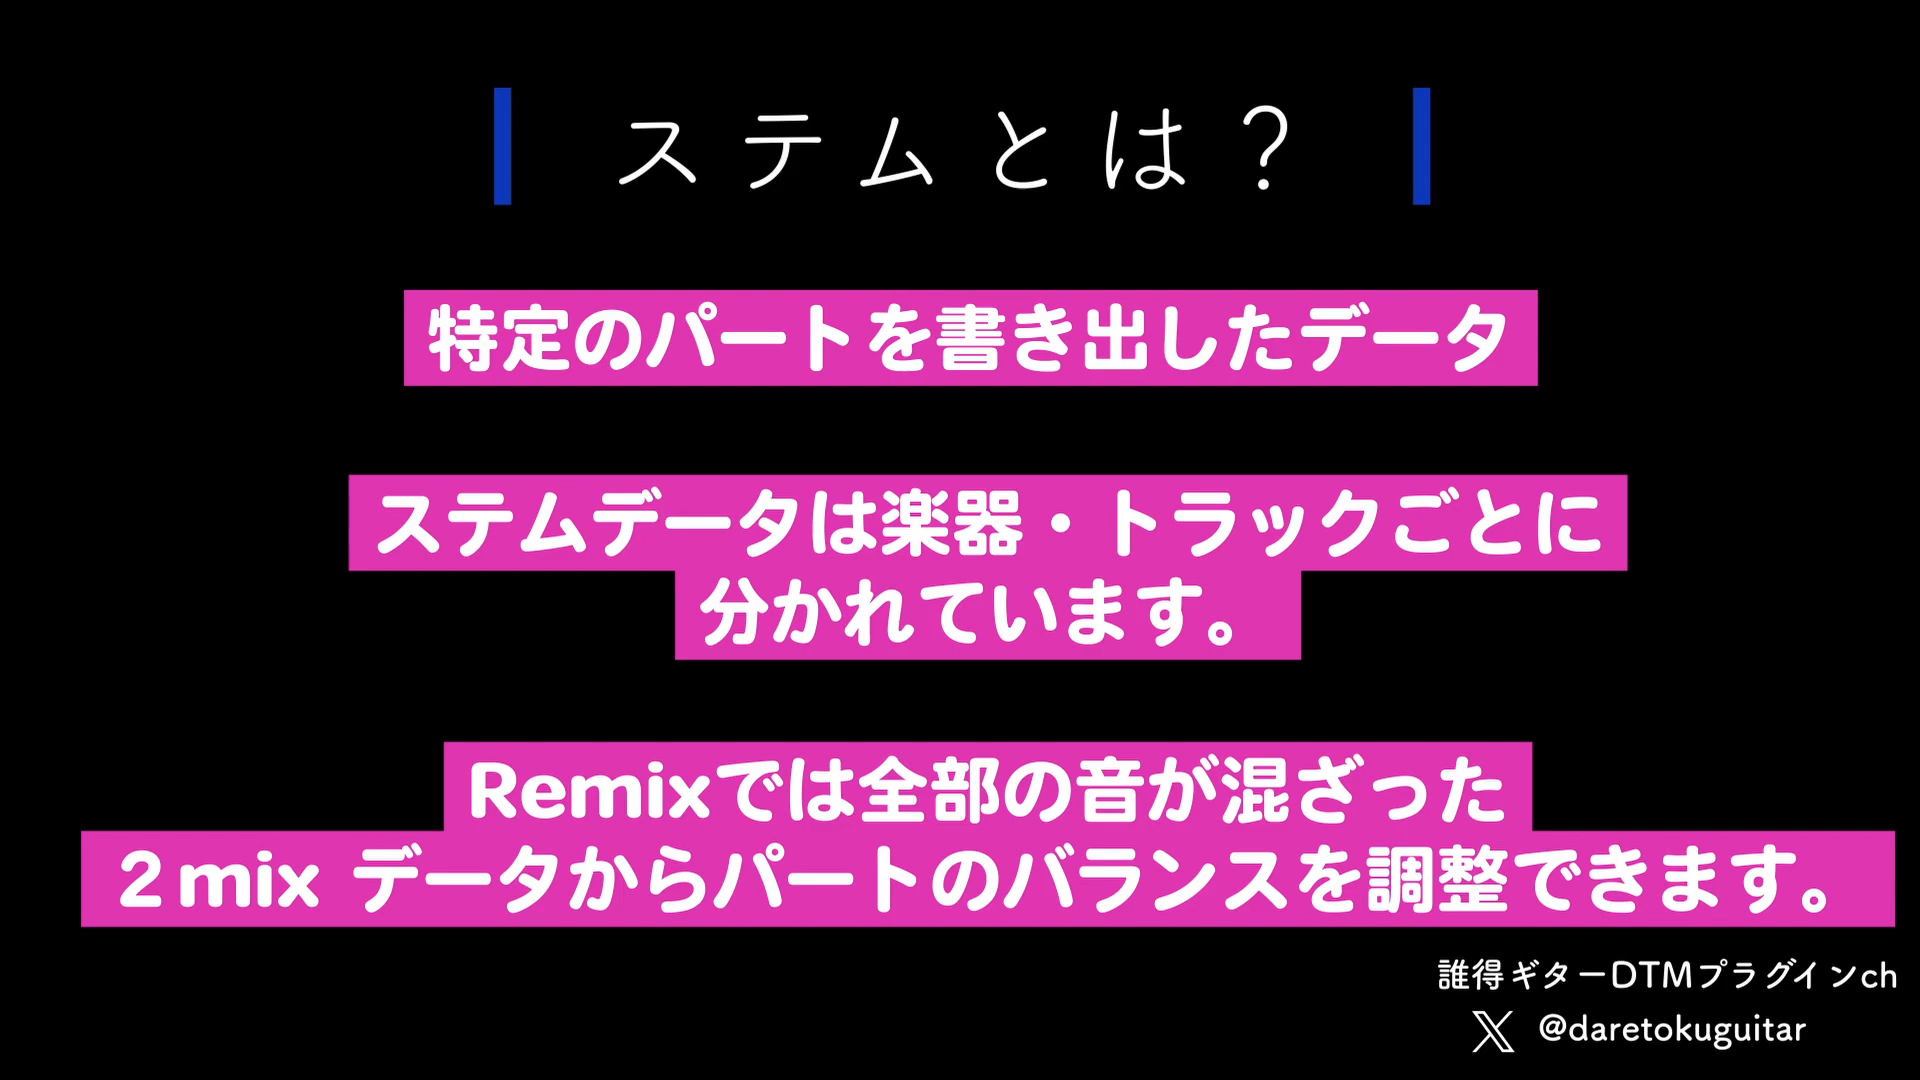 ステムとは？
特定のパートを書き出したデータ
ステムデータは楽器・トラックごとに
分かれています。
Remixでは全部の音が混ざった
２mix データからパートのバランスを調整できます。
誰得ギターDTMプラグインch
@daretokuguitar